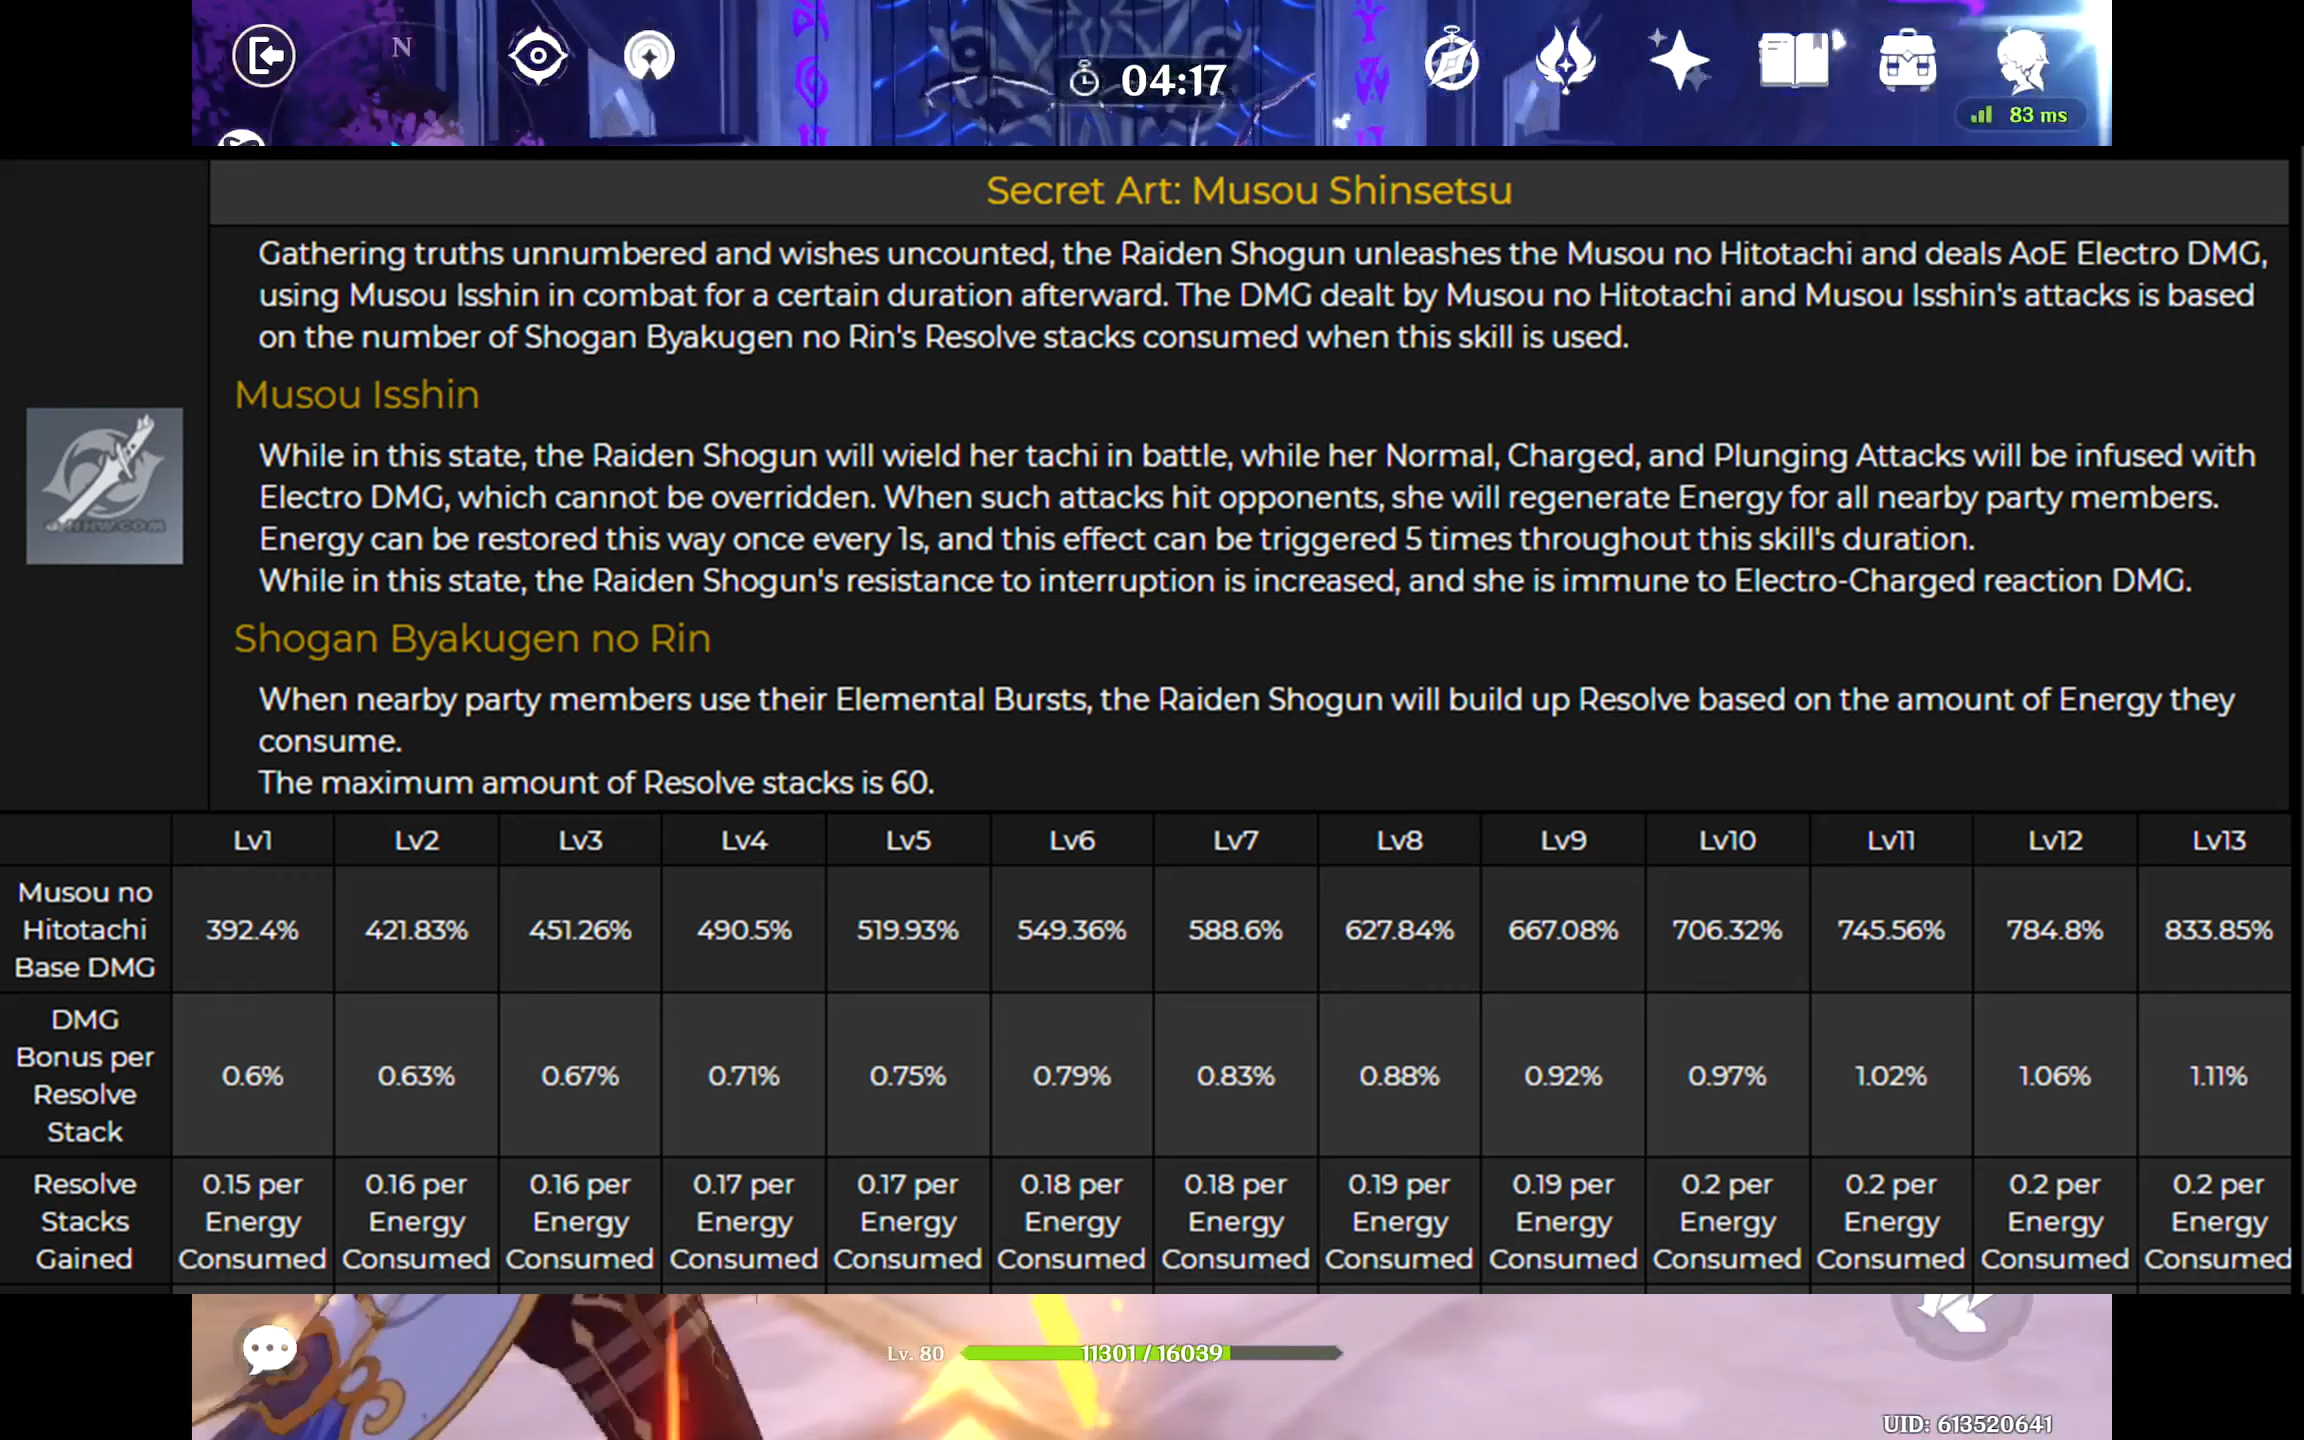 N
04:17
83 ms
Secret Art: Musou Shinsetsu
Gathering truths unnumbered and wishes uncounted, the Raiden Shogun unleashes the Musou no Hitotachi and deals AoE Electro DMG,
using Musou Isshin in combat for a certain duration afterward. The DMG dealt by Musou no Hitotachi and Musou Isshin's attacks is based
on the number of Shogan Byakugen no Rin's Resolve stacks consumed when this skill is used.
Musou Isshin
While in this state, the Raiden Shogun will wield her tachi in battle, while her Normal, Charged, and Plunging Attacks will be infused with
Electro DMG, which cannot be overridden. When such attacks hit opponents, she will regenerate Energy for all nearby party members.
Energy can be restored this way once every 1s, and this effect can be triggered 5 times throughout this skill's duration.
While in this state, the Raiden Shogun's resistance to interruption is increased, and she is immune to Electro-Charged reaction DMG.
Shogan Byakugen no Rin
When nearby party members use their Elemental Bursts, the Raiden Shogun will build up Resolve based on the amount of Energy they
consume.
The maximum amount of Resolve stacks is 60.
Lv1 Lv2 Lv3 Lv4 Lv5 Lv6 Lv7 Lv8 Lv9 Lv10 Lv11 Lv12 Lv13
Musou no
Hitotachi 392.4% 421.83% 451.26% 490.5% 519.93% 549.36% 588.6% 627.84% 667.08% 706.32% 745.56% 784.8% 833.85%
Base DMG
DMG
Bonus per 0.6% 0.63% 0.67% 0.71% 0.75% 0.79% 0.83% 0.88% 0.92% 0.97% 1.02% 1.06% 1.11%
Resolve
Stack
Resolve 0.15 per 0.16 per 0.16 per 0.17 per 0.17 per 0.18 per 0.18 per 0.19 per 0.19 per 0.2 per 0.2 per 0.2 per 0.2 per
Stacks Energy Energy Energy Energy Energy Energy Energy Energy Energy Energy Energy Energy Energy
Gained Consumed Consumed Consumed Consumed Consumed Consumed Consumed Consumed Consumed Consumed Consumed Consumed Consumed
Lv. 80 11301 / 16039
UID: 613520641